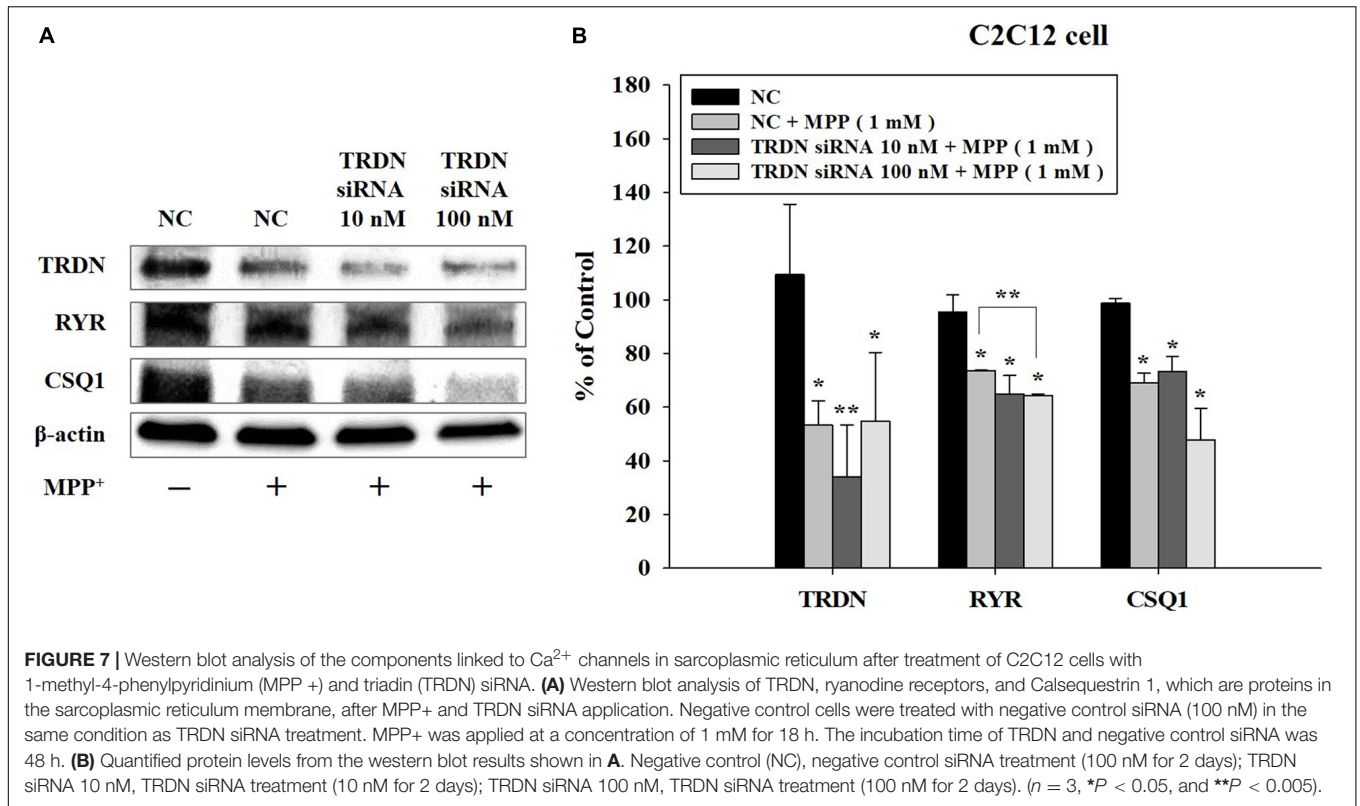 A
TRDN siRNA 10 nM
TRDN siRNA 100 nM
NC NC
TRDN
RYR
CSQ1
β-actin
MPP⁺ − + + +
B
C2C12 cell
NC
NC + MPP ( 1 mM )
TRDN siRNA 10 nM + MPP ( 1 mM )
TRDN siRNA 100 nM + MPP ( 1 mM )
% of Control
180
160
140
120
100
80
60
40
20
0
* ** *
** * * *
* * *
TRDN RYR CSQ1
FIGURE 7 | Western blot analysis of the components linked to Ca²⁺ channels in sarcoplasmic reticulum after treatment of C2C12 cells with
1-methyl-4-phenylpyridinium (MPP +) and triadin (TRDN) siRNA. (A) Western blot analysis of TRDN, ryanodine receptors, and Calsequestrin 1, which are proteins in
the sarcoplasmic reticulum membrane, after MPP+ and TRDN siRNA application. Negative control cells were treated with negative control siRNA (100 nM) in the
same condition as TRDN siRNA treatment. MPP+ was applied at a concentration of 1 mM for 18 h. The incubation time of TRDN and negative control siRNA was
48 h. (B) Quantified protein levels from the western blot results shown in A. Negative control (NC), negative control siRNA treatment (100 nM for 2 days); TRDN
siRNA 10 nM, TRDN siRNA treatment (10 nM for 2 days); TRDN siRNA 100 nM, TRDN siRNA treatment (100 nM for 2 days). (n = 3, *P < 0.05, and **P < 0.005).